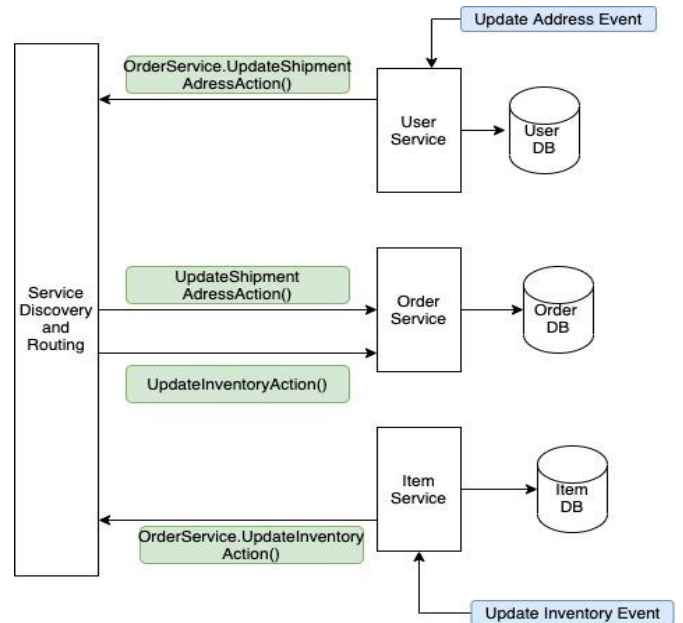 Update Address Event
OrderService.UpdateShipment
AdressAction()
User
Service
User
DB
UpdateShipment
AdressAction()
Service
Discovery
and
Routing
Order
Service
Order
DB
UpdateInventoryAction()
Item
Service
Item
DB
OrderService.UpdateInventory
Action()
Update Inventory Event